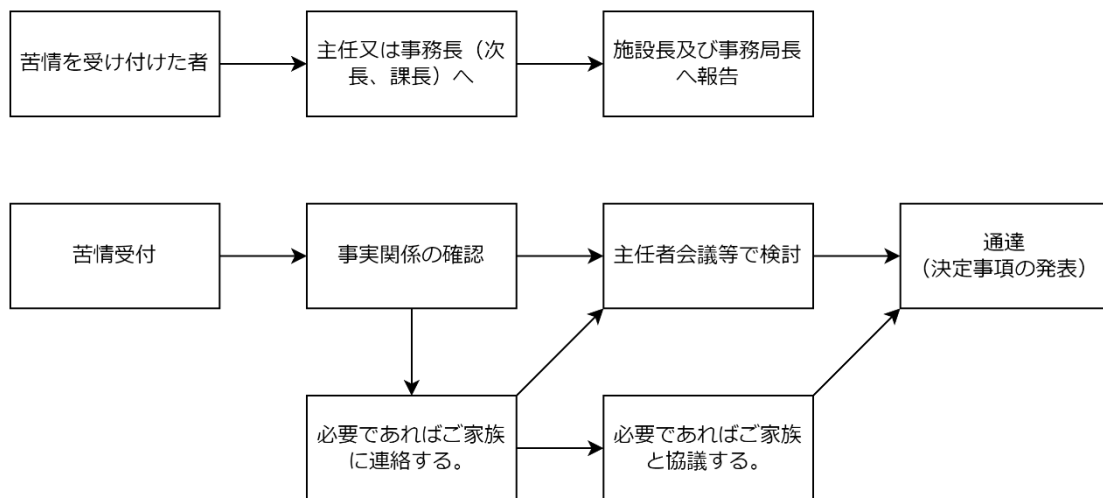 苦情を受け付けた者
主任又は事務長（次
長、課長）へ
施設長及び事務局長
へ報告
苦情受付
事実関係の確認
主任者会議等で検討
通達
（決定事項の発表）
必要であればご家族
に連絡する。
必要であればご家族
と協議する。